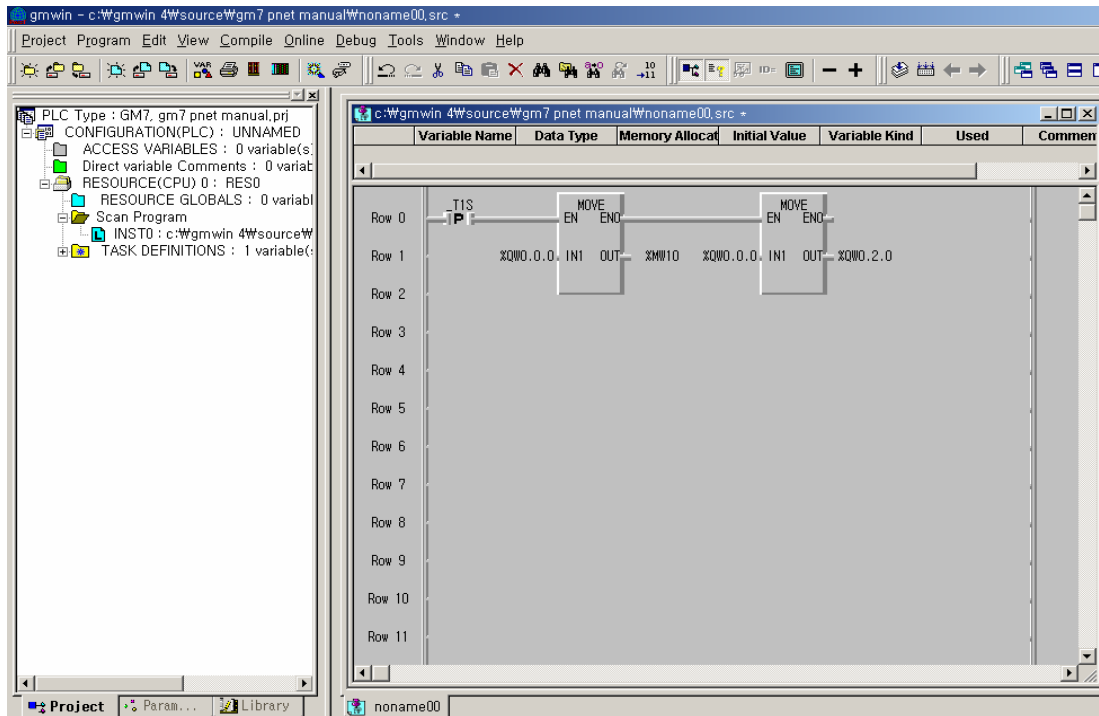 gmwin - c:₩gmwin 4₩source₩gm7 pnet manual₩noname00.src *
Project Program Edit View Compile Online Debug Tools Window Help
PLC Type : GM7, gm7 pnet manual.prj
CONFIGURATION(PLC) : UNNAMED
ACCESS VARIABLES : 0 variable(s
Direct variable Comments : 0 variat
RESOURCE(CPU) 0 : RES0
RESOURCE GLOBALS : 0 variabl
Scan Program
INST0 : c:₩gmwin 4₩source₩
TASK DEFINITIONS : 1 variable(
Project Param... Library
c:₩gmwin 4₩source₩gm7 pnet manual₩noname00.src *
Variable Name Data Type Memory Allocat Initial Value Variable Kind Used Commen
_T1S MOVE MOVE
Row 0 P EN ENO EN ENO
Row 1 %QW0.0.0 IN1 OUT %MW10 %QW0.0.0 IN1 OUT %QW0.2.0
Row 2
Row 3
Row 4
Row 5
Row 6
Row 7
Row 8
Row 9
Row 10
Row 11
noname00